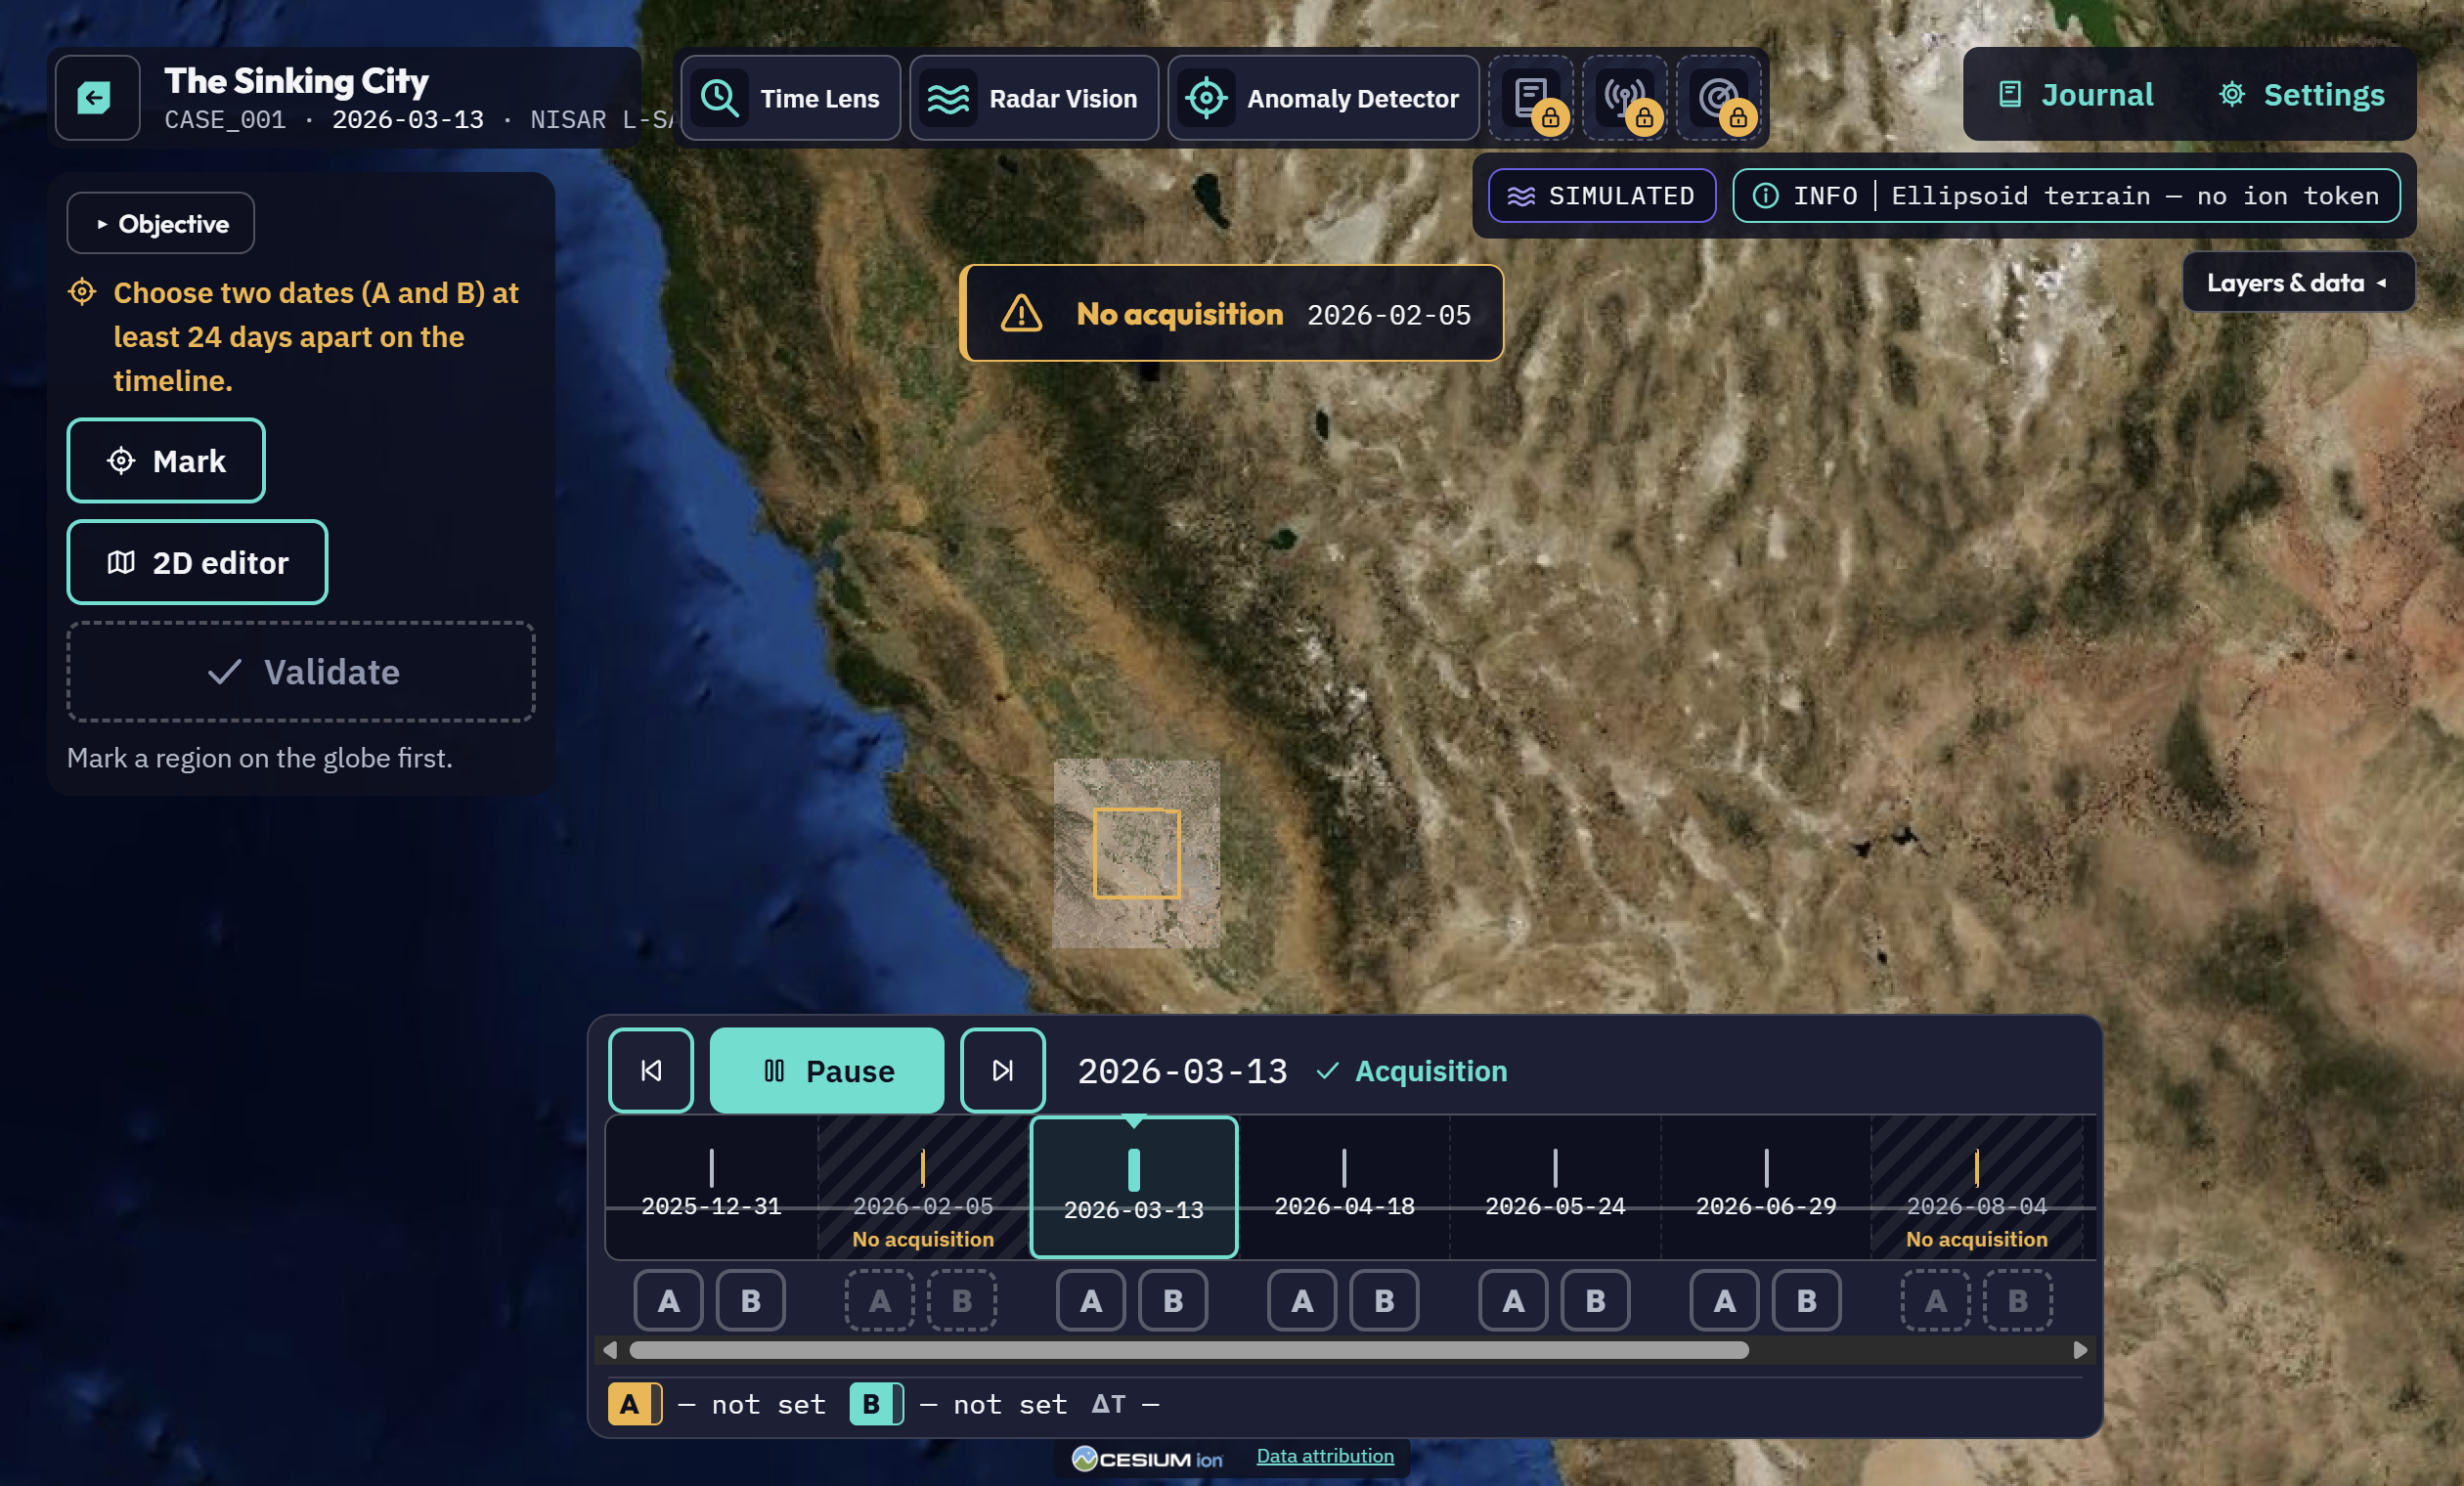 The Sinking City
CASE_001 · 2026-03-13 · NISAR L-SA
Time Lens
Radar Vision
Anomaly Detector
Journal
Settings
SIMULATED
INFO | Ellipsoid terrain — no ion token
Layers & data
Objective
Choose two dates (A and B) at
least 24 days apart on the
timeline.
Mark
2D editor
Validate
Mark a region on the globe first.
No acquisition 2026-02-05
Pause
2026-03-13
Acquisition
2025-12-31
2026-02-05
2026-03-13
2026-04-18
2026-05-24
2026-06-29
2026-08-04
No acquisition
No acquisition
A B A B A B A B A B A B A B
A — not set B — not set ΔT —
CESIUM ion
Data attribution